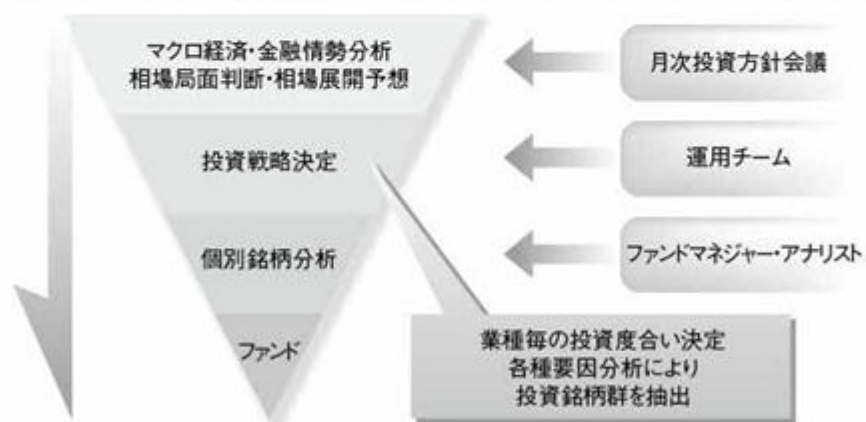 マクロ経済・金融情勢分析
相場局面判断・相場展開予想
月次投資方針会議
投資戦略決定
運用チーム
個別銘柄分析
ファンドマネジャー・アナリスト
ファンド
業種毎の投資度合い決定
各種要因分析により
投資銘柄群を抽出